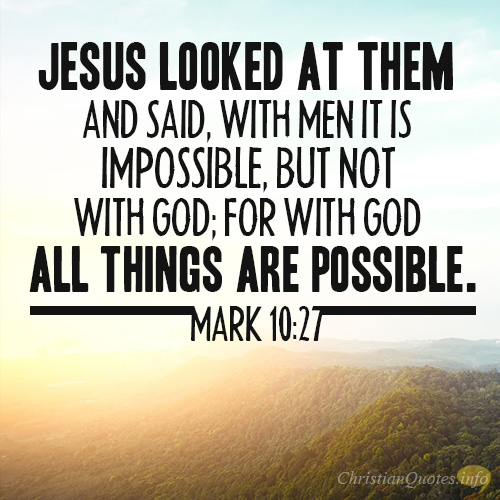 JESUS LOOKED AT THEM
AND SAID, WITH MEN IT IS
IMPOSSIBLE, BUT NOT
WITH GOD; FOR WITH GOD
ALL THINGS ARE POSSIBLE.
MARK 10:27
ChristianQuotes.info